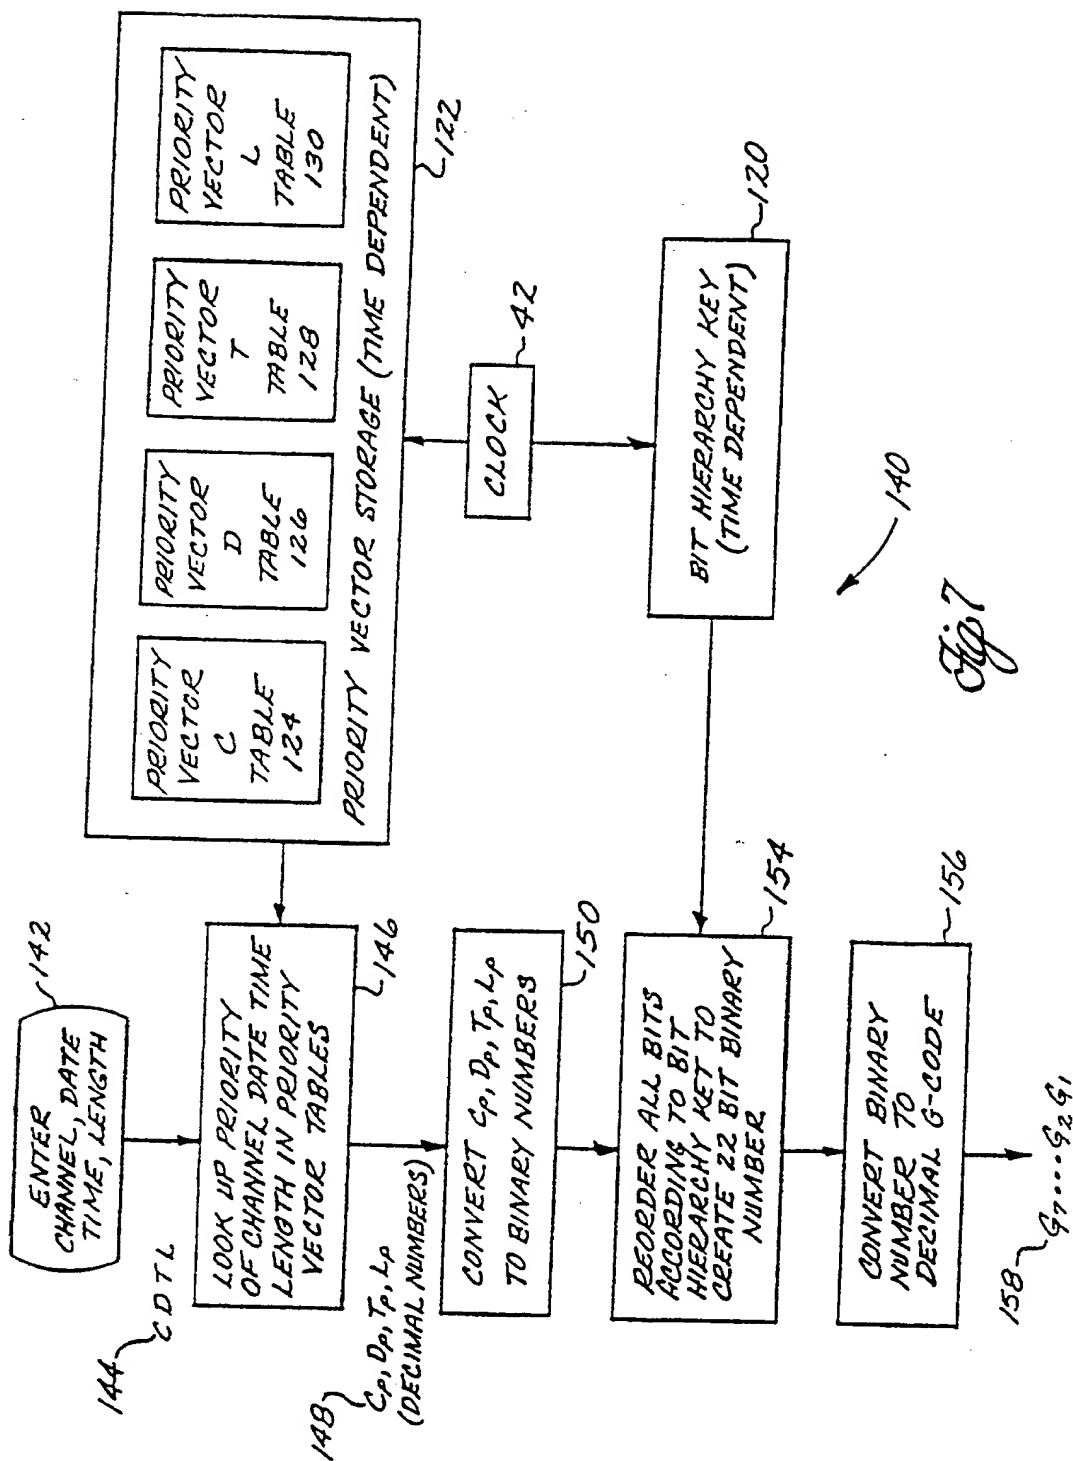 ENTER
CHANNEL, DATE
TIME, LENGTH
142
144
C D T L
LOOK UP PRIORITY
OF CHANNEL DATE TIME
LENGTH IN PRIORITY
VECTOR TABLES
146
148
Cp, Dp, Tp, Lp
(DECIMAL NUMBERS)
CONVERT Cp, Dp, Tp, Lp
TO BINARY NUMBERS
150
REORDER ALL BITS
ACCORDING TO BIT
HIERARCHY KET TO
CREATE 22 BIT BINARY
NUMBER
154
CONVERT BINARY
NUMBER TO
DECIMAL G-CODE
156
158
G7....G2G1
PRIORITY
VECTOR
C
TABLE
124
PRIORITY
VECTOR
D
TABLE
126
PRIORITY
VECTOR
T
TABLE
128
PRIORITY
VECTOR
L
TABLE
130
PRIORITY VECTOR STORAGE (TIME DEPENDENT)
122
CLOCK
42
BIT HIERARCHY KEY
(TIME DEPENDENT)
120
140
Fig. 7